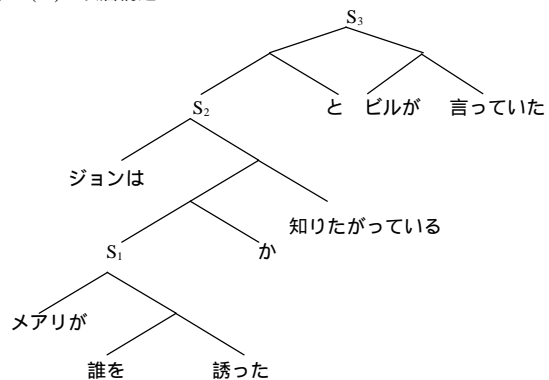 S₃
S₂ と ビルが 言っていた
ジョンは
知りたがっている
S₁ か
メアリが
誰を 誘った